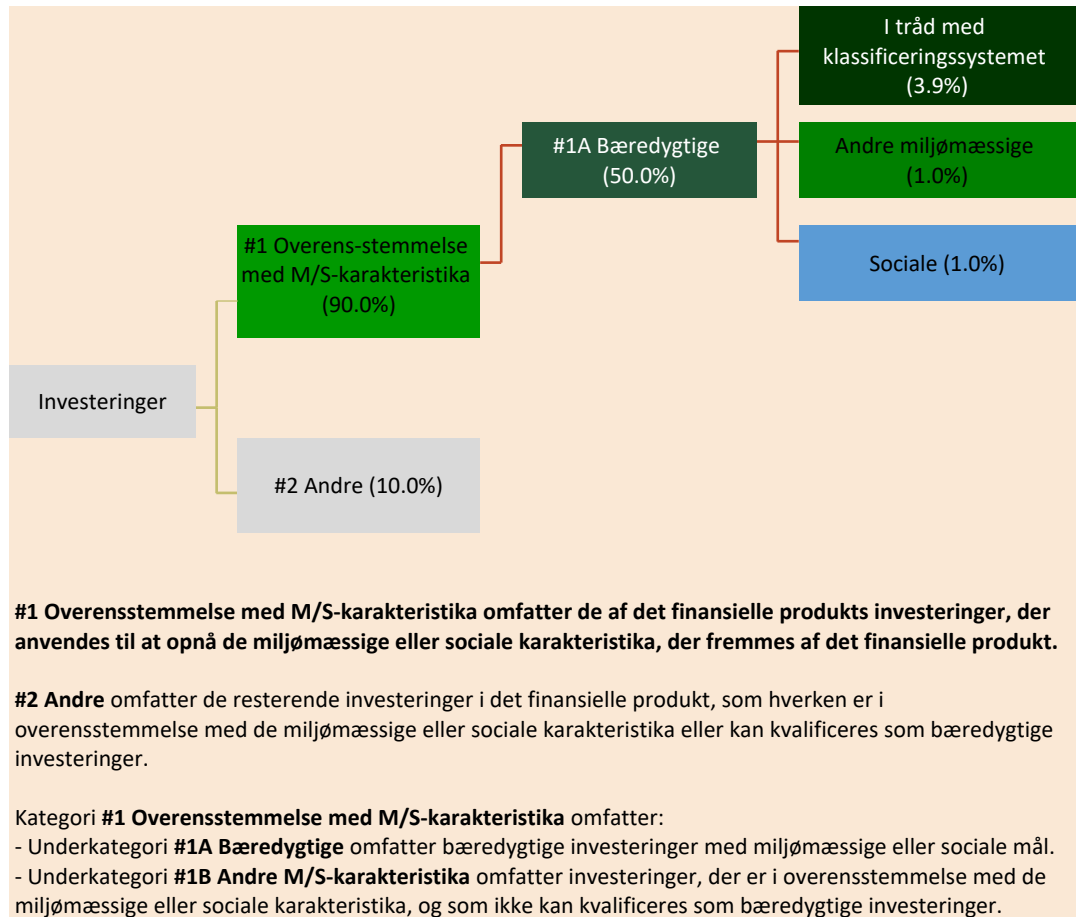 I tråd med
klassificeringssystemet
(3.9%)
#1A Bæredygtige
(50.0%)
Andre miljømæssige
(1.0%)
#1 Overens-stemmelse
med M/S-karakteristika
(90.0%)
Sociale (1.0%)
Investeringer
#2 Andre (10.0%)
#1 Overensstemmelse med M/S-karakteristika omfatter de af det finansielle produkts investeringer, der
anvendes til at opnå de miljømæssige eller sociale karakteristika, der fremmes af det finansielle produkt.
#2 Andre omfatter de resterende investeringer i det finansielle produkt, som hverken er i
overensstemmelse med de miljømæssige eller sociale karakteristika eller kan kvalificeres som bæredygtige
investeringer.
Kategori #1 Overensstemmelse med M/S-karakteristika omfatter:
- Underkategori #1A Bæredygtige omfatter bæredygtige investeringer med miljømæssige eller sociale mål.
- Underkategori #1B Andre M/S-karakteristika omfatter investeringer, der er i overensstemmelse med de
miljømæssige eller sociale karakteristika, og som ikke kan kvalificeres som bæredygtige investeringer.